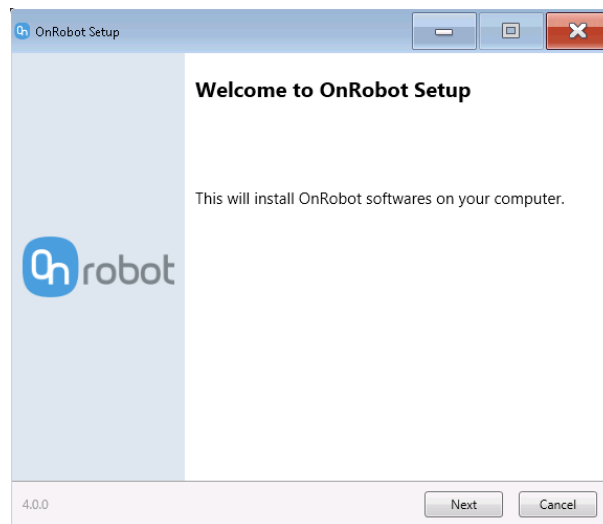 OnRobot Setup
Welcome to OnRobot Setup
This will install OnRobot softwares on your computer.
On robot
4.0.0
Next
Cancel